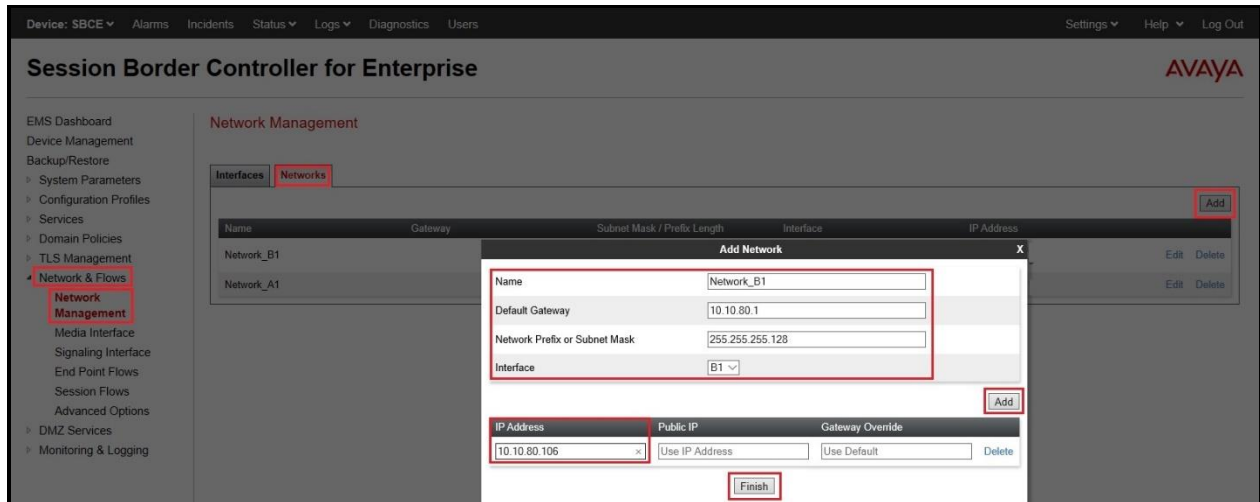 Device: SBCE Alarms Incidents Status Logs Diagnostics Users Settings Help Log Out
Session Border Controller for Enterprise
AVAYA
EMS Dashboard
Device Management
Backup/Restore
System Parameters
Configuration Profiles
Services
Domain Policies
TLS Management
Network & Flows
Network
Management
Media Interface
Signaling Interface
End Point Flows
Session Flows
Advanced Options
DMZ Services
Monitoring & Logging
Network Management
Interfaces Networks
Add
Name Gateway Subnet Mask / Prefix Length Interface IP Address
Network_B1 Edit Delete
Network_A1 Edit Delete
Add Network X
Name Network_B1
Default Gateway 10.10.80.1
Network Prefix or Subnet Mask 255.255.255.128
Interface B1
Add
IP Address Public IP Gateway Override
10.10.80.106 × Use IP Address Use Default Delete
Finish